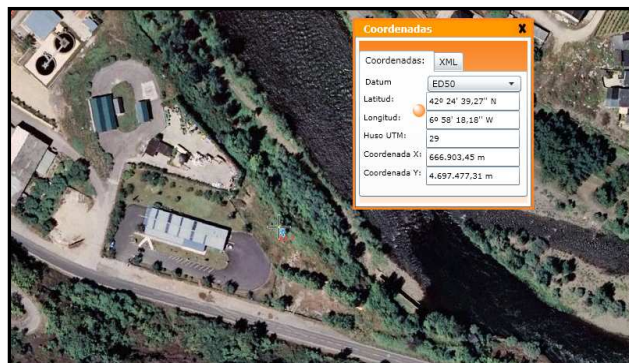 Coordenadas X
Coordenadas: XML
Datum ED50
Latitud: 42º 24' 39,27'' N
Longitud: 6º 58' 18,18'' W
Huso UTM: 29
Coordenada X: 666.903,45 m
Coordenada Y: 4.697.477,31 m